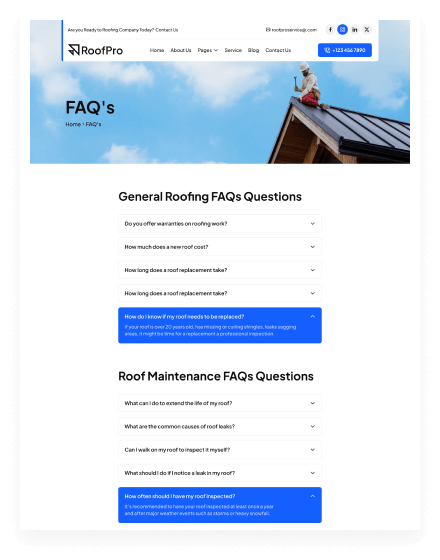 Are you Ready to Roofing Company Today? Contact Us
roofproservice@.com
RoofPro
Home About Us Pages Service Blog Contact Us
+123 456 7890
FAQ's
Home FAQ's
General Roofing FAQs Questions
Do you offer warranties on roofing work?
How much does a new roof cost?
How long does a roof replacement take?
How long does a roof replacement take?
How do I know if my roof needs to be replaced?
If your roof is over 20 years old, has missing or curling shingles, leaks sagging
areas, it might be time for a replacement a professional inspection.
Roof Maintenance FAQs Questions
What can I do to extend the life of my roof?
What are the common causes of roof leaks?
Can I walk on my roof to inspect it myself?
What should I do if I notice a leak in my roof?
How often should I have my roof inspected?
It's recommended to have your roof inspected at least once a year
and after major weather events such as storms or heavy snowfall.